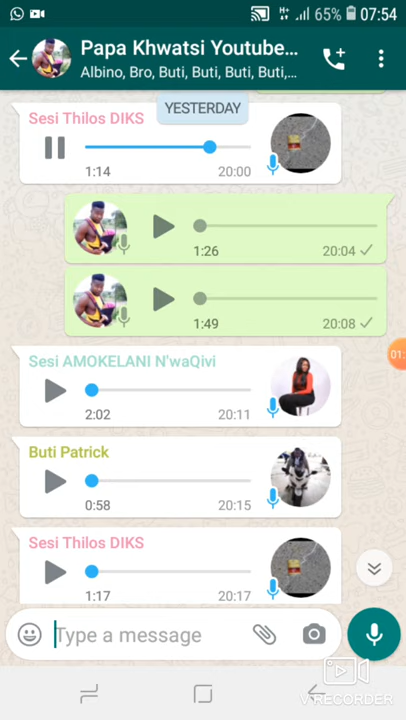 65% 07:54
Papa Khwatsi Youtube...
Albino, Bro, Buti, Buti, Buti, Buti,...
YESTERDAY
Sesi Thilos DIKS
1:14 20:00
1:26 20:04
1:49 20:08
01:
Sesi AMOKELANI N'waQivi
2:02 20:11
Buti Patrick
0:58 20:15
Sesi Thilos DIKS
1:17 20:17
Type a message
V RECORDER